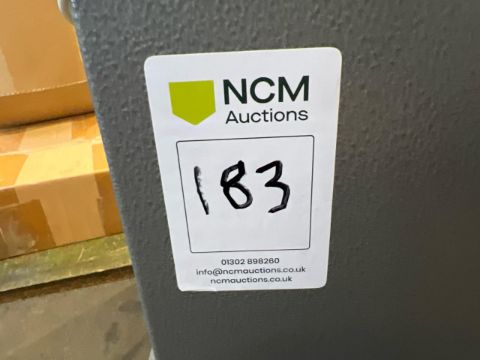 NCM
Auctions
183
01302 898260
info@ncmauctions.co.uk
ncmauctions.co.uk